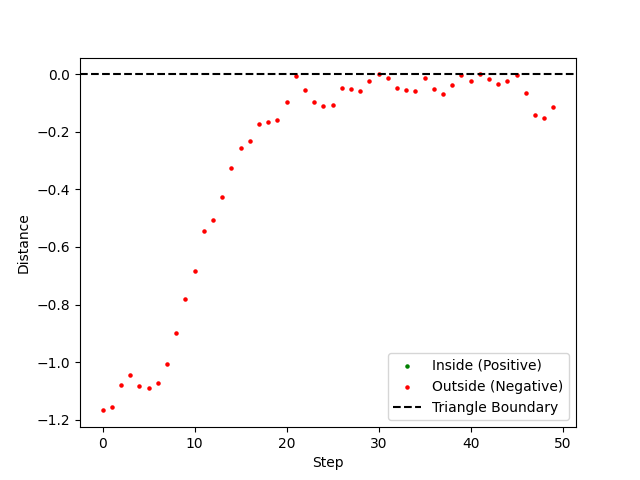 0.0
−0.2
−0.4
−0.6
−0.8
−1.0
−1.2
Distance
0
10
20
30
40
50
Step
Inside (Positive)
Outside (Negative)
Triangle Boundary